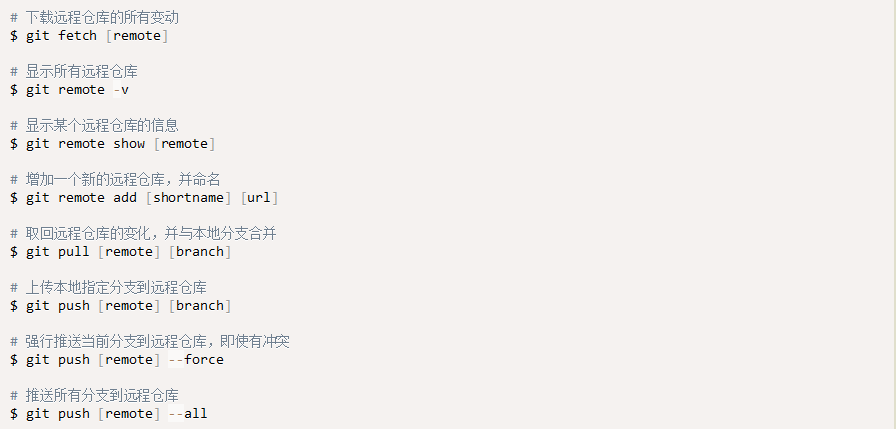 # 下载远程仓库的所有变动
$ git fetch [remote]
# 显示所有远程仓库
$ git remote -v
# 显示某个远程仓库的信息
$ git remote show [remote]
# 增加一个新的远程仓库，并命名
$ git remote add [shortname] [url]
# 取回远程仓库的变化，并与本地分支合并
$ git pull [remote] [branch]
# 上传本地指定分支到远程仓库
$ git push [remote] [branch]
# 强行推送当前分支到远程仓库，即使有冲突
$ git push [remote] --force
# 推送所有分支到远程仓库
$ git push [remote] --all